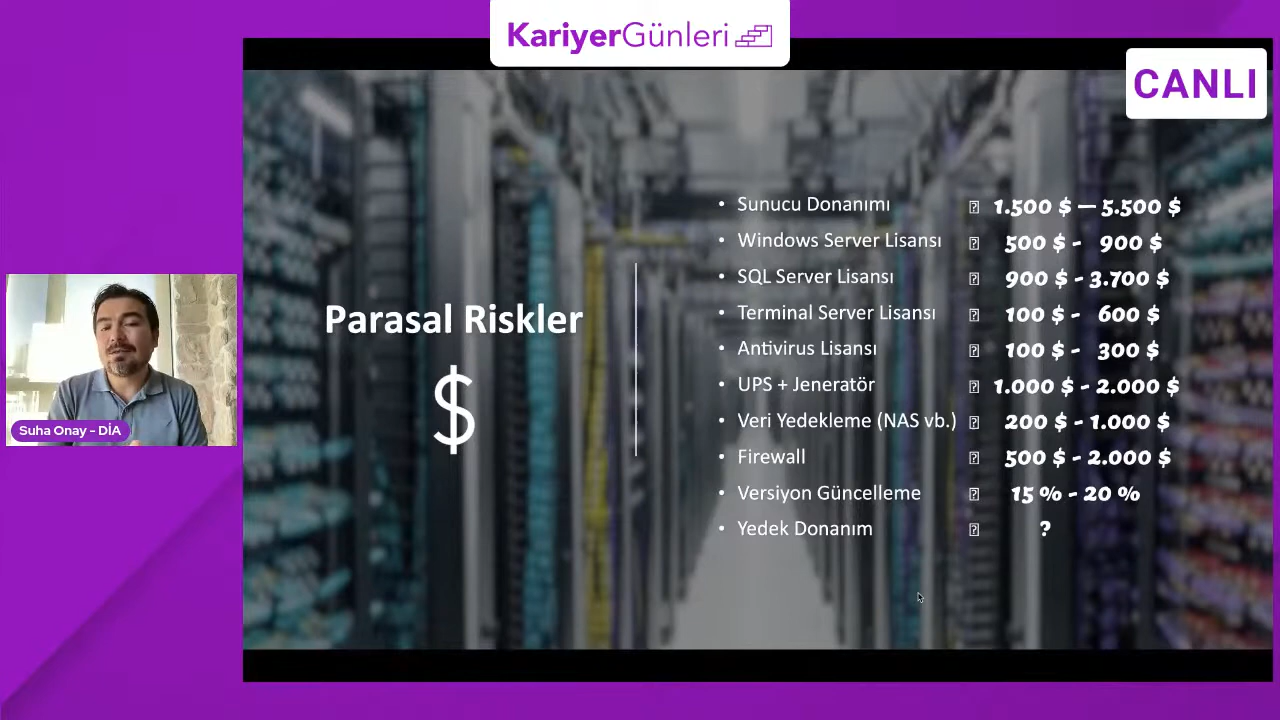 KariyerGünleri
CANLI
Parasal Riskler
$
• Sunucu Donanımı 1.500 $ – 5.500 $
• Windows Server Lisansı 500 $ - 900 $
• SQL Server Lisansı 900 $ - 3.700 $
• Terminal Server Lisansı 100 $ - 600 $
• Antivirus Lisansı 100 $ - 300 $
• UPS + Jeneratör 1.000 $ - 2.000 $
• Veri Yedekleme (NAS vb.) 200 $ - 1.000 $
• Firewall 500 $ - 2.000 $
• Versiyon Güncelleme 15 % - 20 %
• Yedek Donanım ?
Suha Onay - DİA